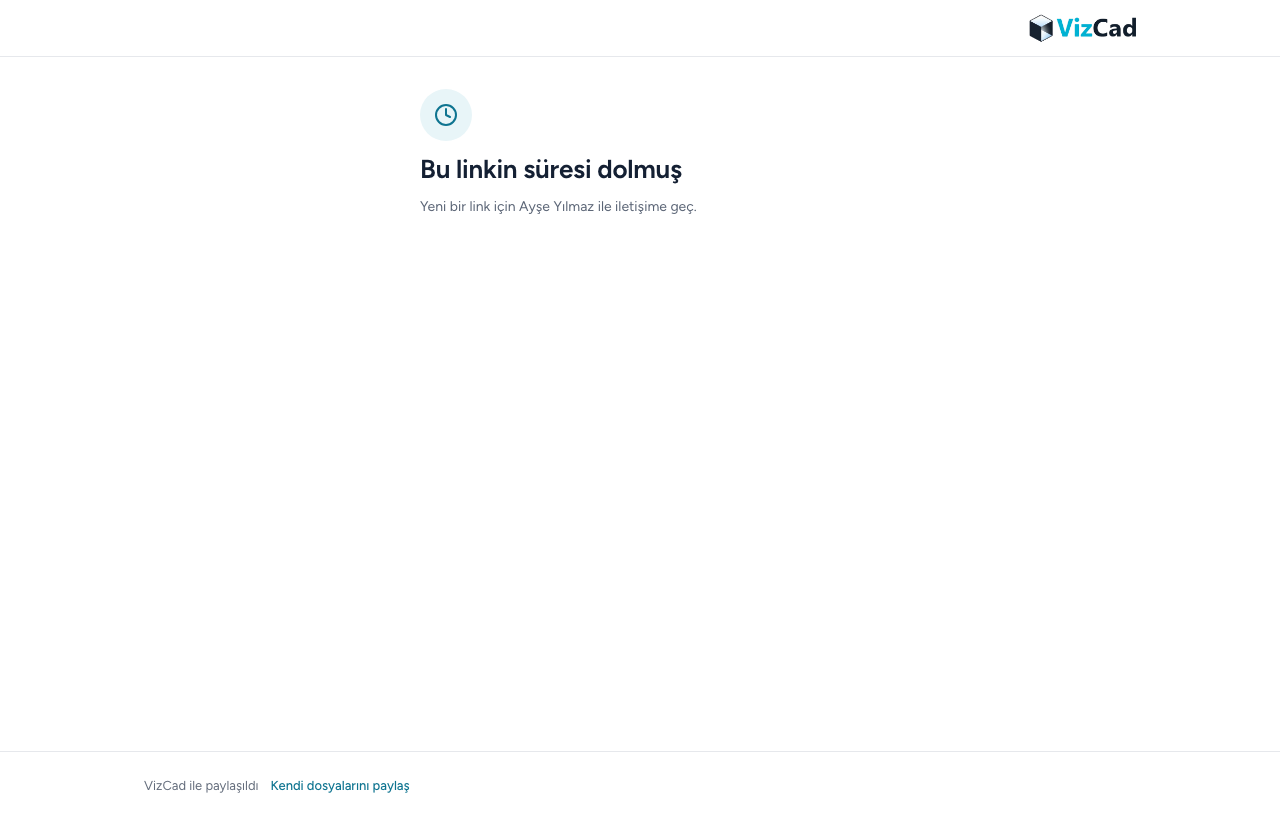 VizCad
Bu linkin süresi dolmuş
Yeni bir link için Ayşe Yılmaz ile iletişime geç.
VizCad ile paylaşıldı Kendi dosyalarını paylaş